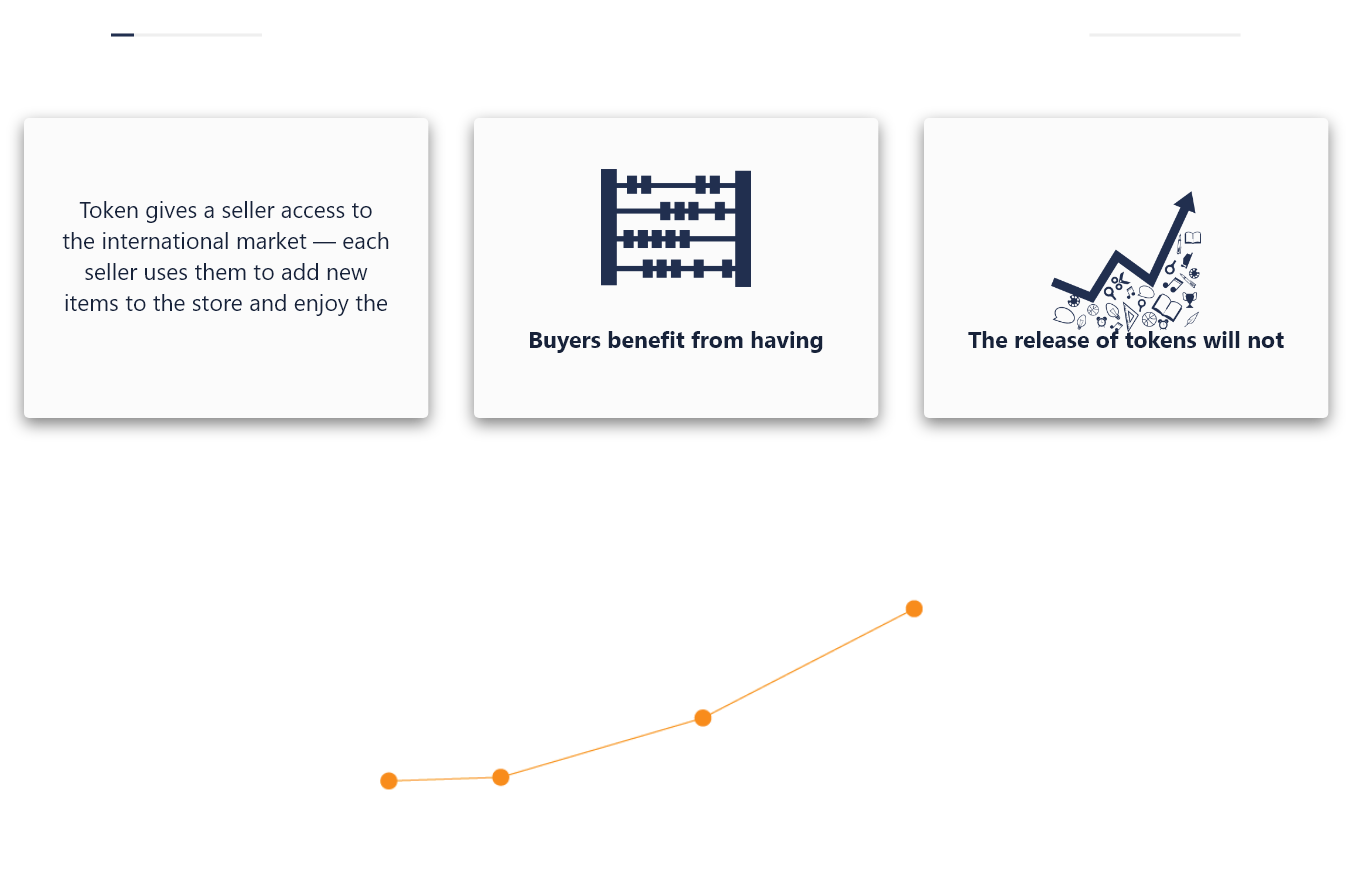 Token gives a seller access to
the international market — each
seller uses them to add new
items to the store and enjoy the
Buyers benefit from having
The release of tokens will not